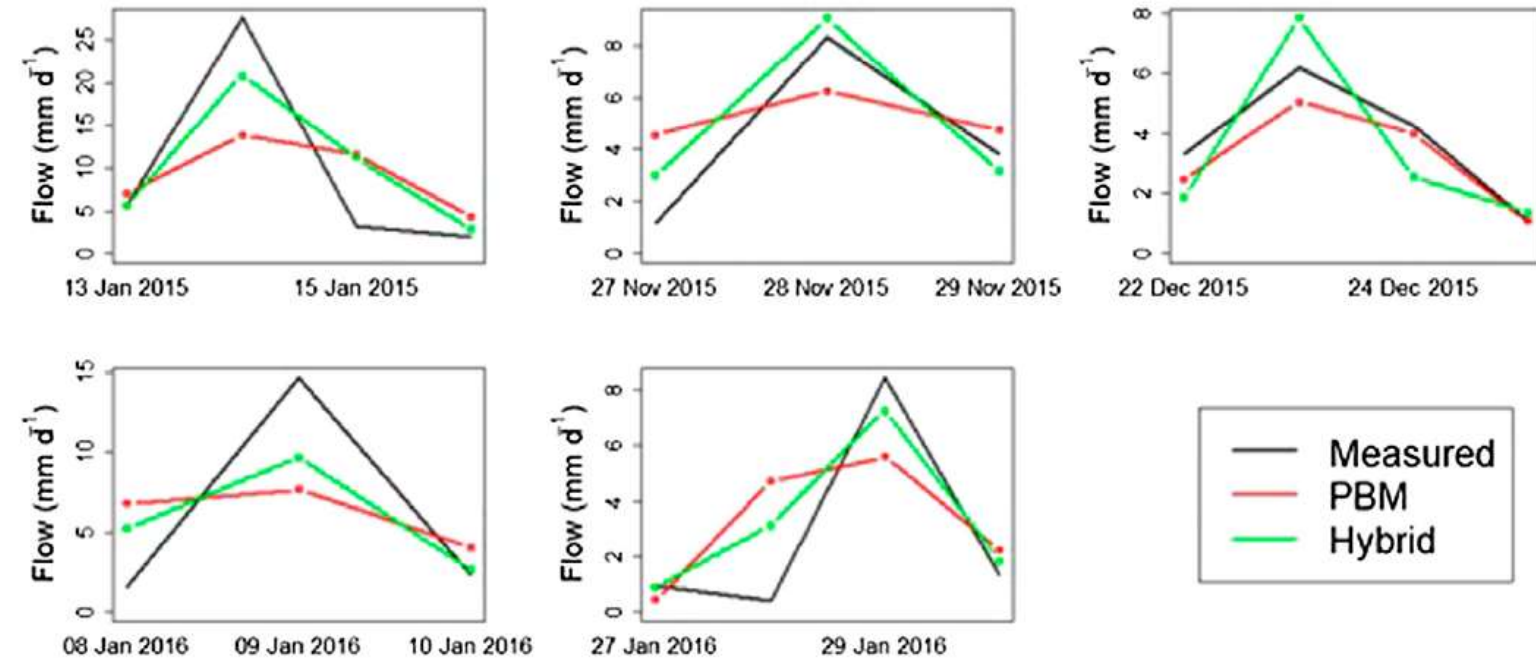 Flow (mm d⁻¹)
0 5 10 15 20 25
13 Jan 2015 15 Jan 2015
Flow (mm d⁻¹)
0 2 4 6 8
27 Nov 2015 28 Nov 2015 29 Nov 2015
Flow (mm d⁻¹)
0 2 4 6 8
22 Dec 2015 24 Dec 2015
Flow (mm d⁻¹)
0 5 10 15
08 Jan 2016 09 Jan 2016 10 Jan 2016
Flow (mm d⁻¹)
0 2 4 6 8
27 Jan 2016 29 Jan 2016
Measured
PBM
Hybrid